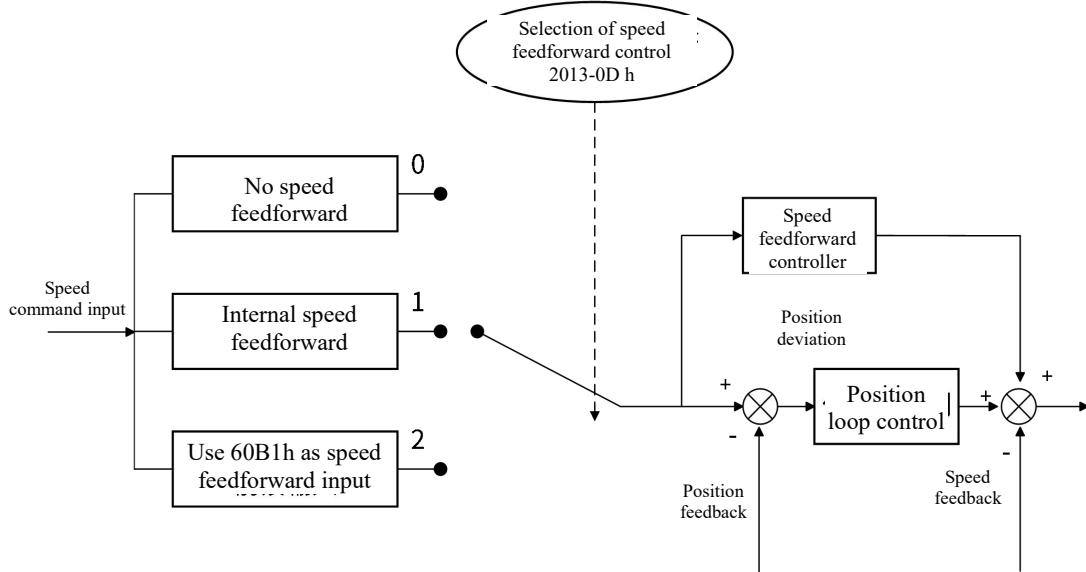 Selection of speed
feedforward control
2013-0D h
0
No speed
feedforward
Speed
feedforward
controller
Speed
command input
1
Internal speed
feedforward
Position
deviation
+
+
+
Position
loop control
-
-
2
Use 60B1h as speed
feedforward input
Position
feedback
Speed
feedback